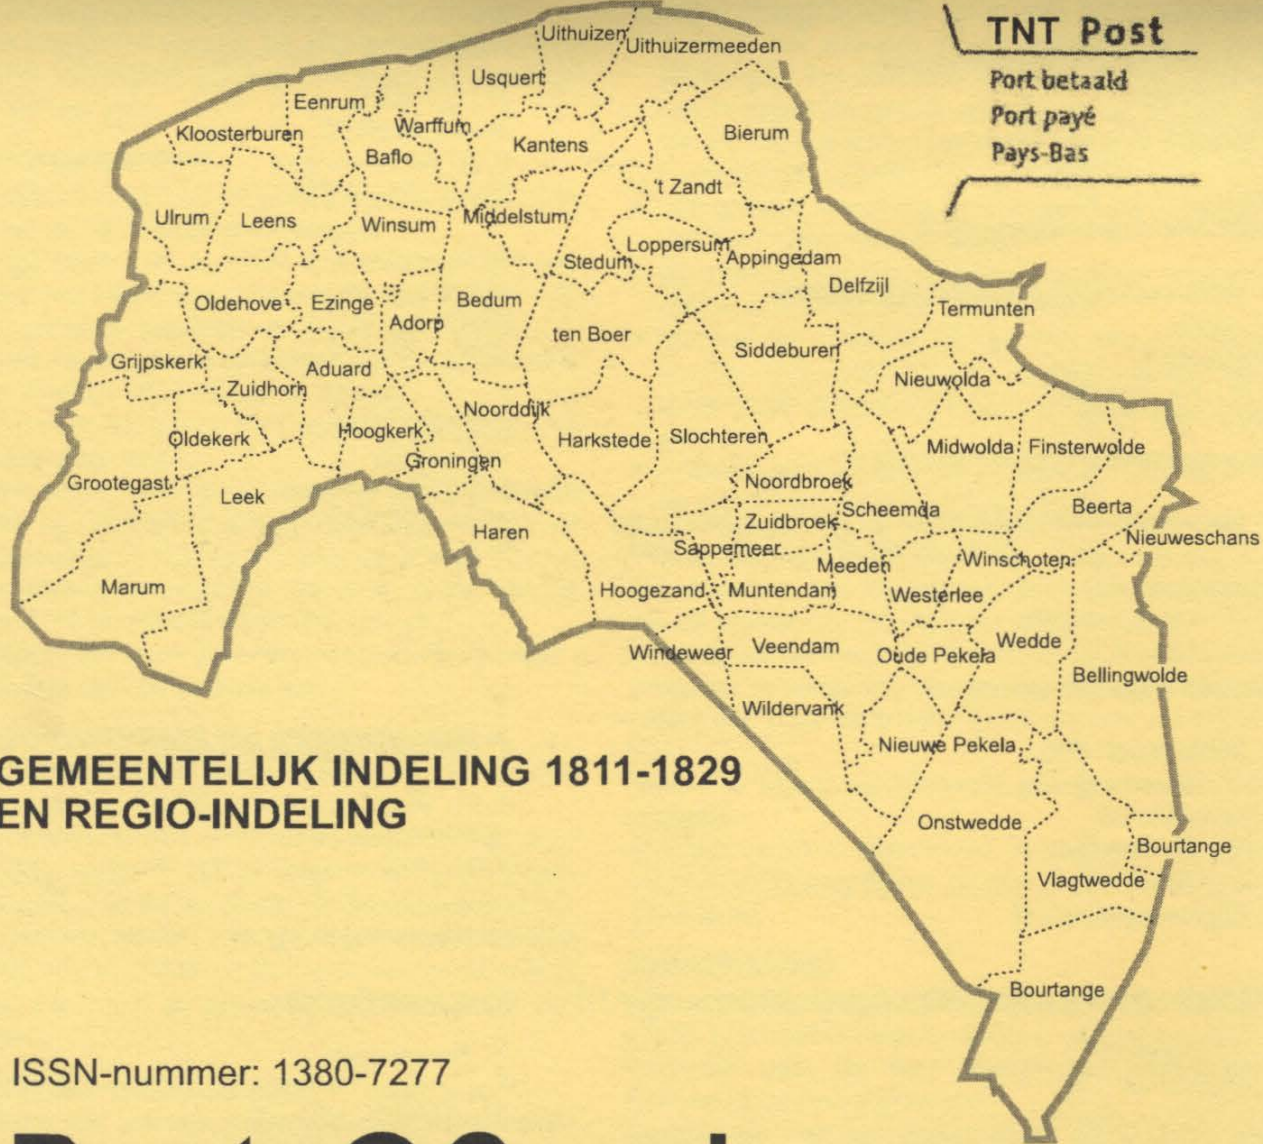 TNT Post
Port betaald
Port payé
Pays-Bas
Uithuizen
Uithuizermeeden
Usquert
Eenrum
Warffum
Kloosterburen
Kantens
Bierum
Baflo
't Zandt
Ulrum
Leens
Winsum
Middelstum
Loppersum
Appingedam
Stedum
Delfzijl
Oldehove
Ezinge
Bedum
Termunten
Adorp
ten Boer
Siddeburen
Grijpskerk
Aduard
Nieuwolda
Zuidhorn
Noorddijk
Oldekerk
Hoogkerk
Harkstede
Slochteren
Midwolda
Finsterwolde
Groningen
Grootegast
Leek
Noordbroek
Scheemda
Beerta
Zuidbroek
Haren
Nieuweschans
Sappemeer
Winschoten
Meeden
Marum
Hoogezand
Muntendam
Westerlee
Windeweer
Veendam
Oude Pekela
Wedde
Bellingwolde
Wildervank
Nieuwe Pekela
GEMEENTELIJK INDELING 1811-1829
EN REGIO-INDELING
Onstwedde
Bourtange
Vlagtwedde
Bourtange
ISSN-nummer: 1380-7277